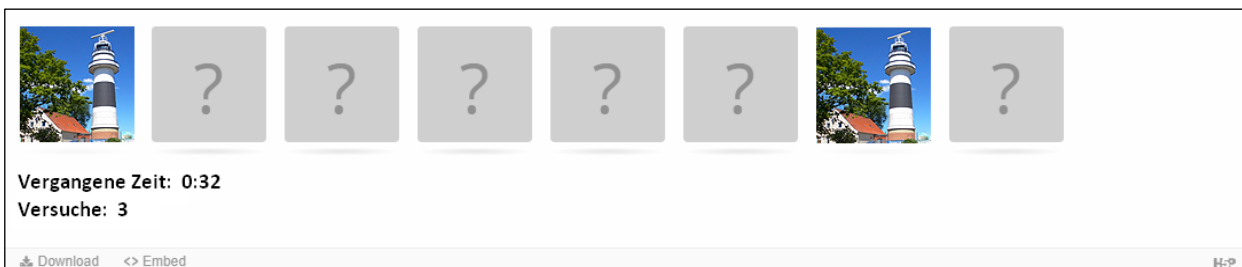 ? ? ? ? ? ?
Vergangene Zeit: 0:32
Versuche: 3
Download <> Embed H-P